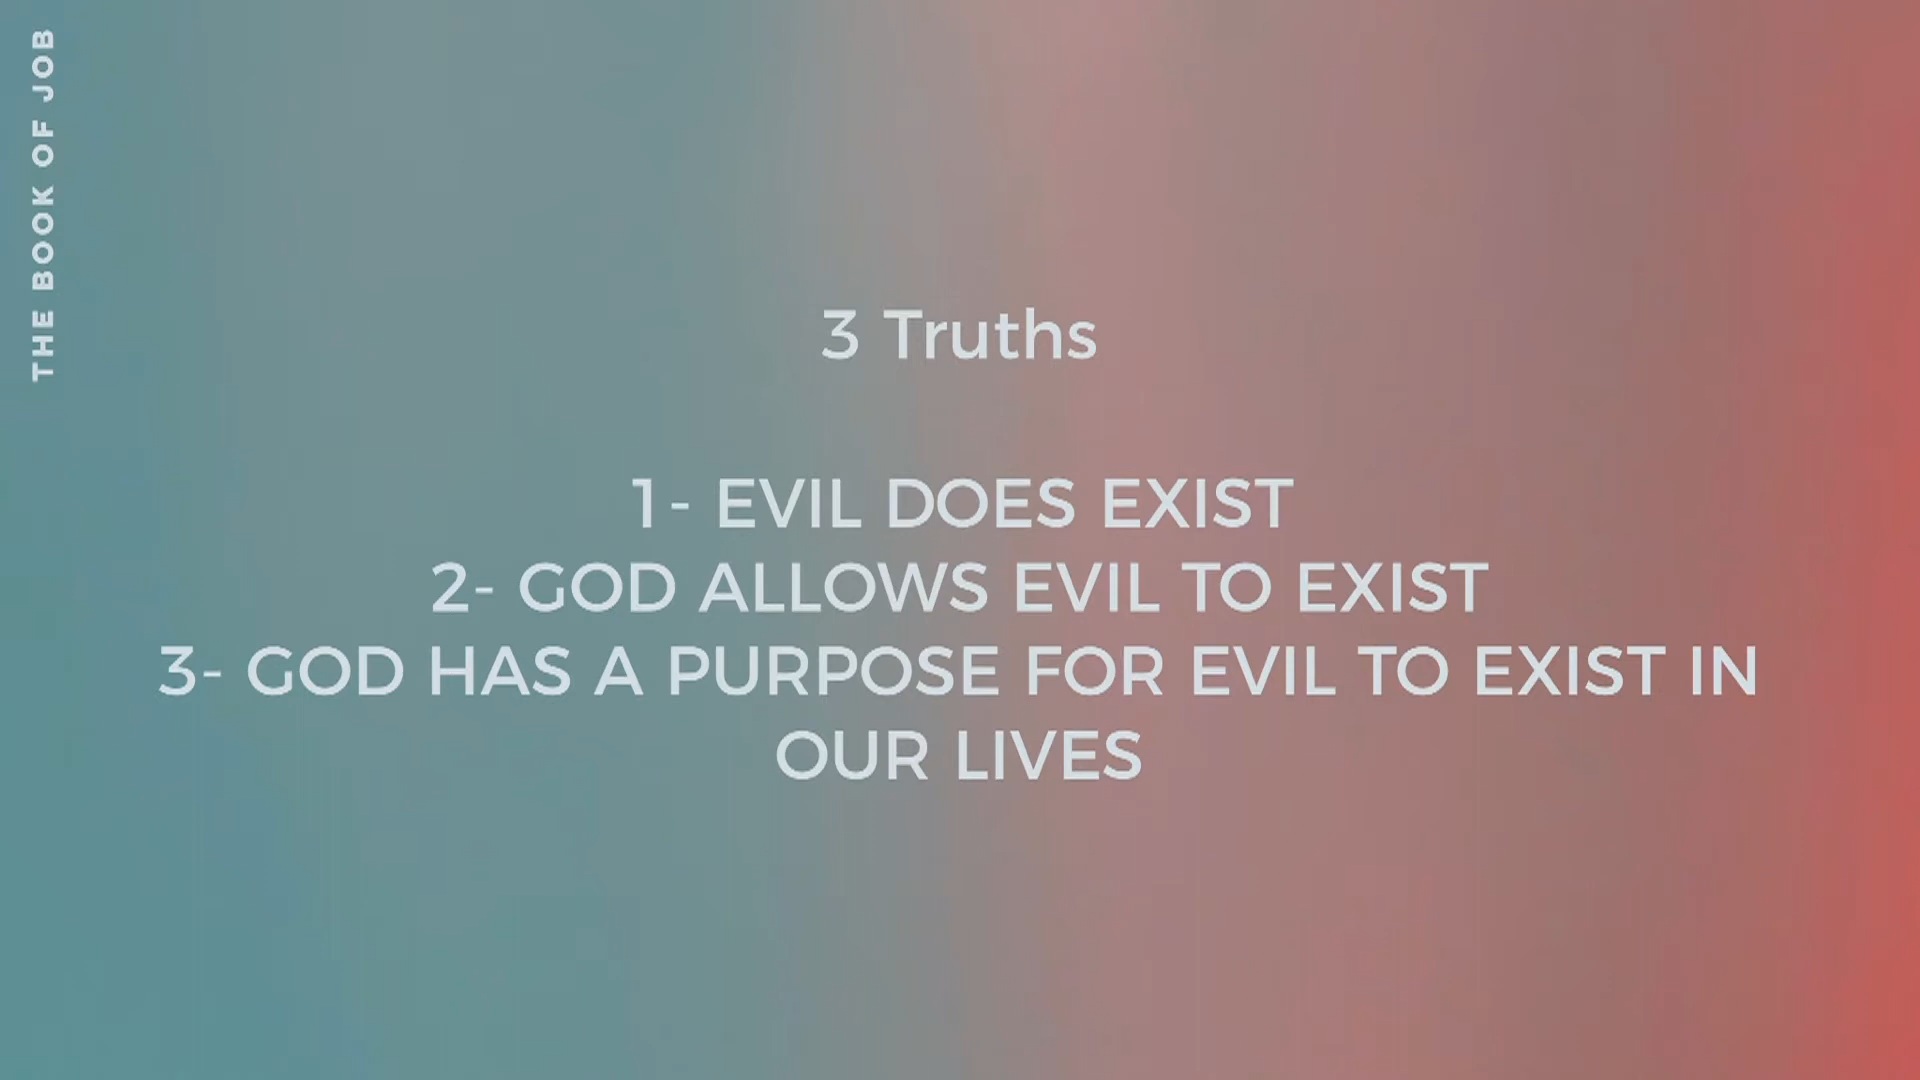 THE BOOK OF JOB
3 Truths
1- EVIL DOES EXIST
2- GOD ALLOWS EVIL TO EXIST
3- GOD HAS A PURPOSE FOR EVIL TO EXIST IN
OUR LIVES